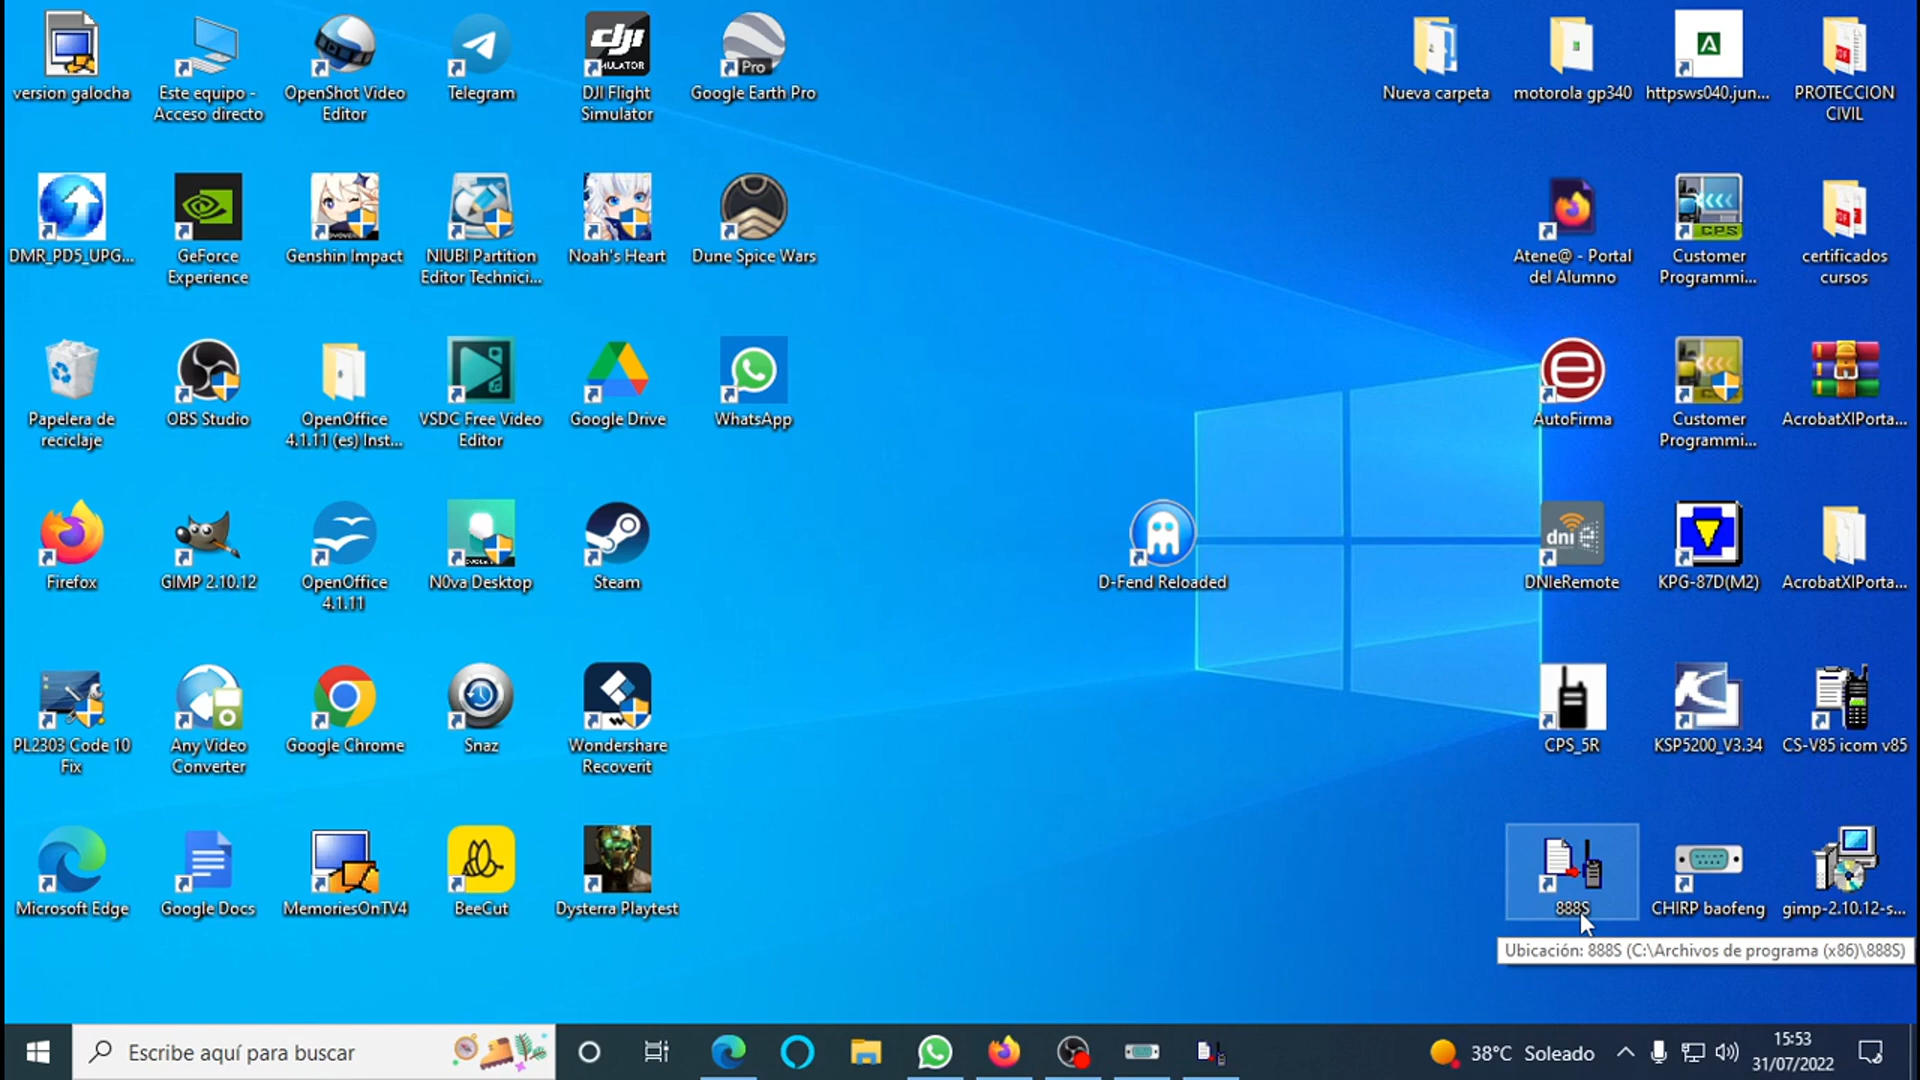 version galocha
Este equipo -
Acceso directo
OpenShot Video
Editor
Telegram
dji
MULATOR
DJI Flight
Simulator
Pro
Google Earth Pro
Nueva carpeta
motorola gp340
httpsws040.jun...
PROTECCION
CIVIL
DMR_PD5_UPG...
GeForce
Experience
Genshin Impact
NIUBI Partition
Editor Technici...
Noah's Heart
Dune Spice Wars
Atene@ - Portal
del Alumno
CPS
Customer
Programmi...
certificados
cursos
Papelera de
reciclaje
OBS Studio
OpenOffice
4.1.11 (es) Inst...
VSDC Free Video
Editor
Google Drive
WhatsApp
AutoFirma
Customer
Programmi...
AcrobatXIPorta...
Firefox
GIMP 2.10.12
OpenOffice
4.1.11
N0va Desktop
Steam
D-Fend Reloaded
dni
DNIeRemote
KPG-87D(M2)
AcrobatXIPorta...
PL2303 Code 10
Fix
Any Video
Converter
Google Chrome
Snaz
Wondershare
Recoverit
CPS_5R
KSP5200_V3.34
CS-V85 icom v85
Microsoft Edge
Google Docs
MemoriesOnTV4
BeeCut
Dysterra Playtest
888S
CHIRP baofeng
gimp-2.10.12-s...
Ubicación: 888S (C:\Archivos de programa (x86)\888S)
Escribe aquí para buscar
38°C Soleado
15:53
31/07/2022